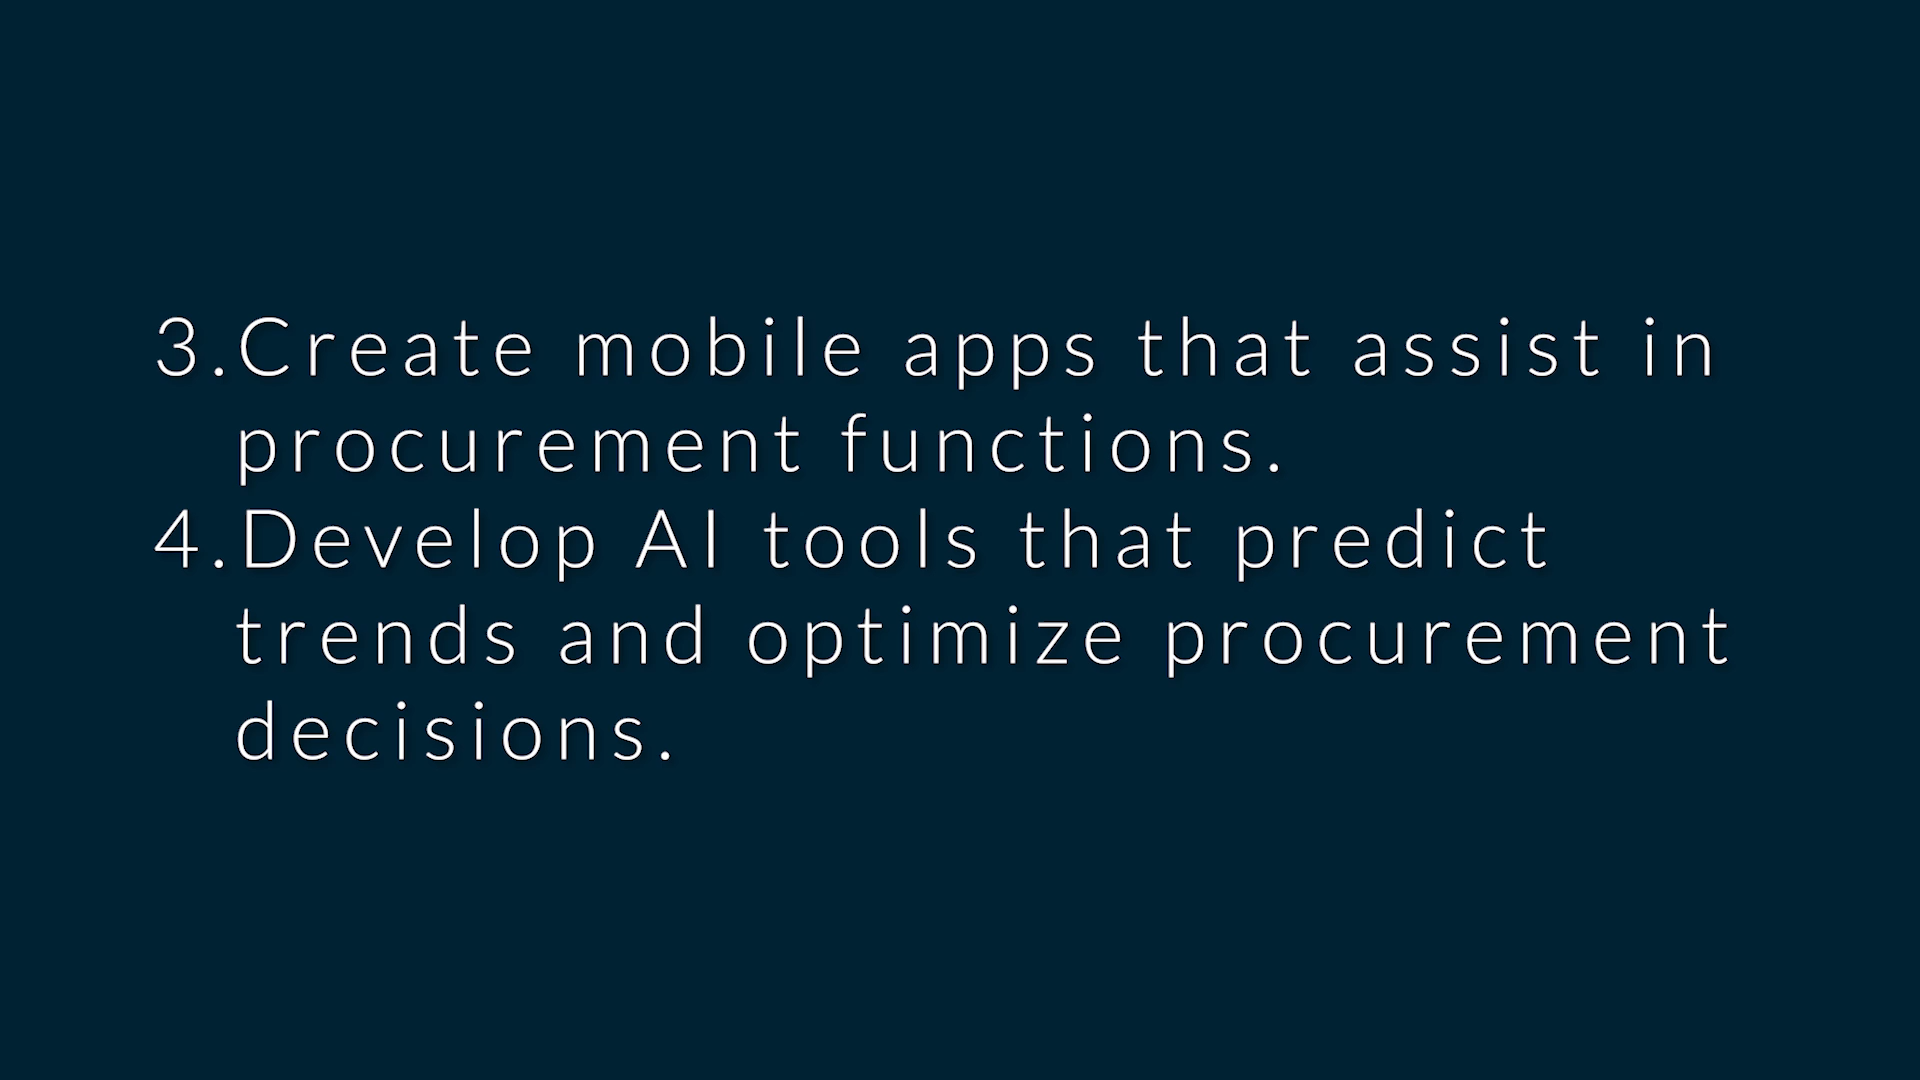 3.Create mobile apps that assist in
procurement functions.
4.Develop AI tools that predict
trends and optimize procurement
decisions.